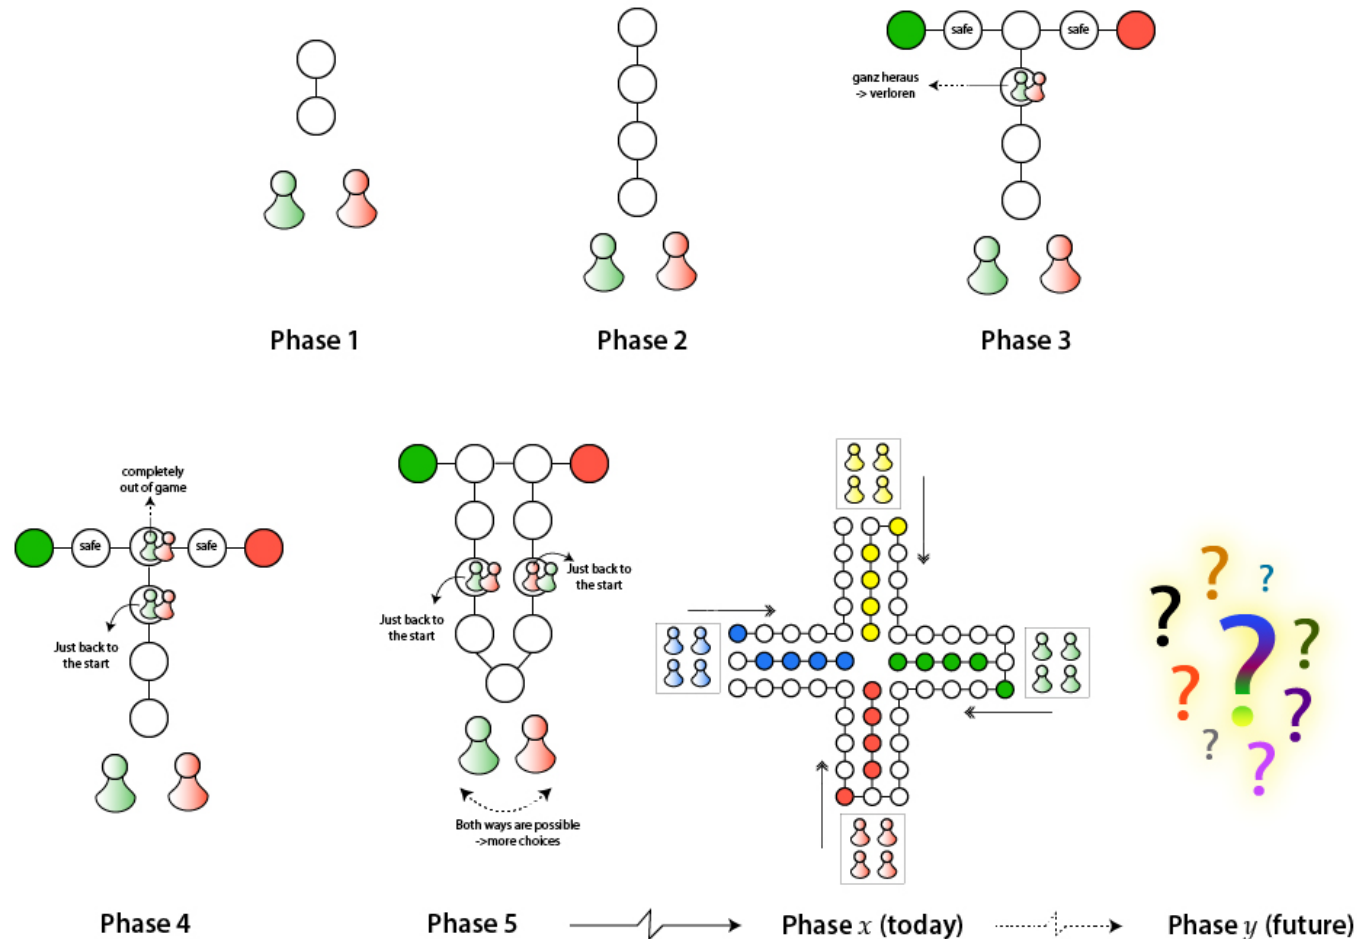 safe
safe
ganz heraus
-> verloren
Phase 1
Phase 2
Phase 3
completely
out of game
safe
safe
Just back to
the start
Just back to
the start
Just back to
the start
Both ways are possible
->more choices
? ? ? ? ? ? ? ? ?
Phase 4
Phase 5
Phase x (today)
Phase y (future)